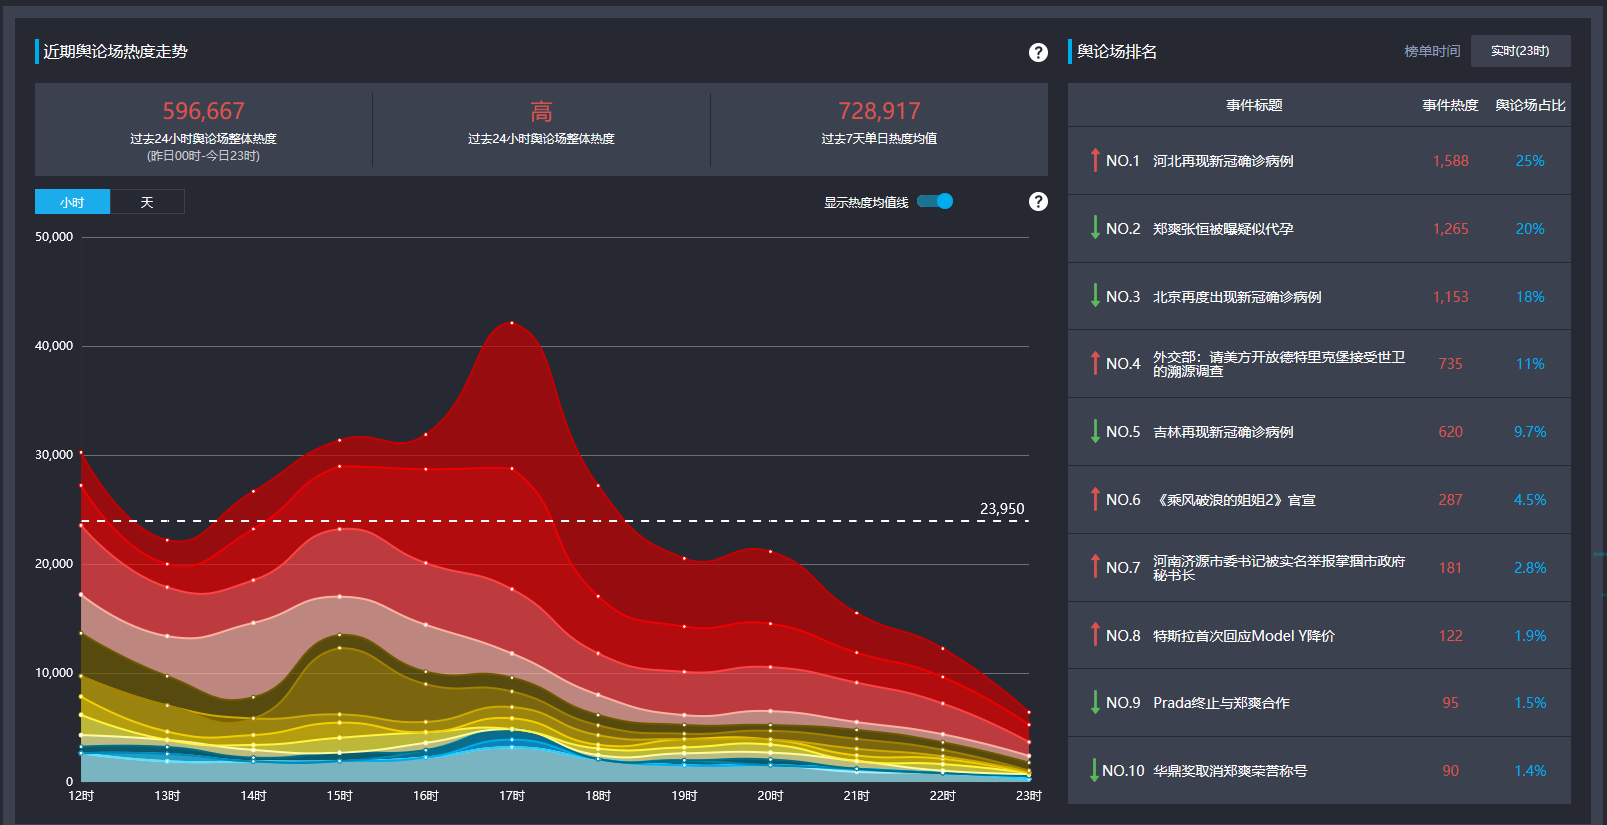 近期舆论场热度走势
?
596,667
过去24小时舆论场整体热度
(昨日00时-今日23时)
高
过去24小时舆论场整体热度
728,917
过去7天单日热度均值
小时
天
显示热度均值线
?
50,000
40,000
30,000
20,000
10,000
0
23,950
12时
13时
14时
15时
16时
17时
18时
19时
20时
21时
22时
23时
舆论场排名
榜单时间
实时(23时)
事件标题 事件热度 舆论场占比
NO.1 河北再现新冠确诊病例 1,588 25%
NO.2 郑爽张恒被曝疑似代孕 1,265 20%
NO.3 北京再度出现新冠确诊病例 1,153 18%
NO.4 外交部：请美方开放德特里克堡接受世卫
的溯源调查 735 11%
NO.5 吉林再现新冠确诊病例 620 9.7%
NO.6 《乘风破浪的姐姐2》官宣 287 4.5%
NO.7 河南济源市委书记被实名举报掌掴市政府
秘书长 181 2.8%
NO.8 特斯拉首次回应Model Y降价 122 1.9%
NO.9 Prada终止与郑爽合作 95 1.5%
NO.10 华鼎奖取消郑爽荣誉称号 90 1.4%